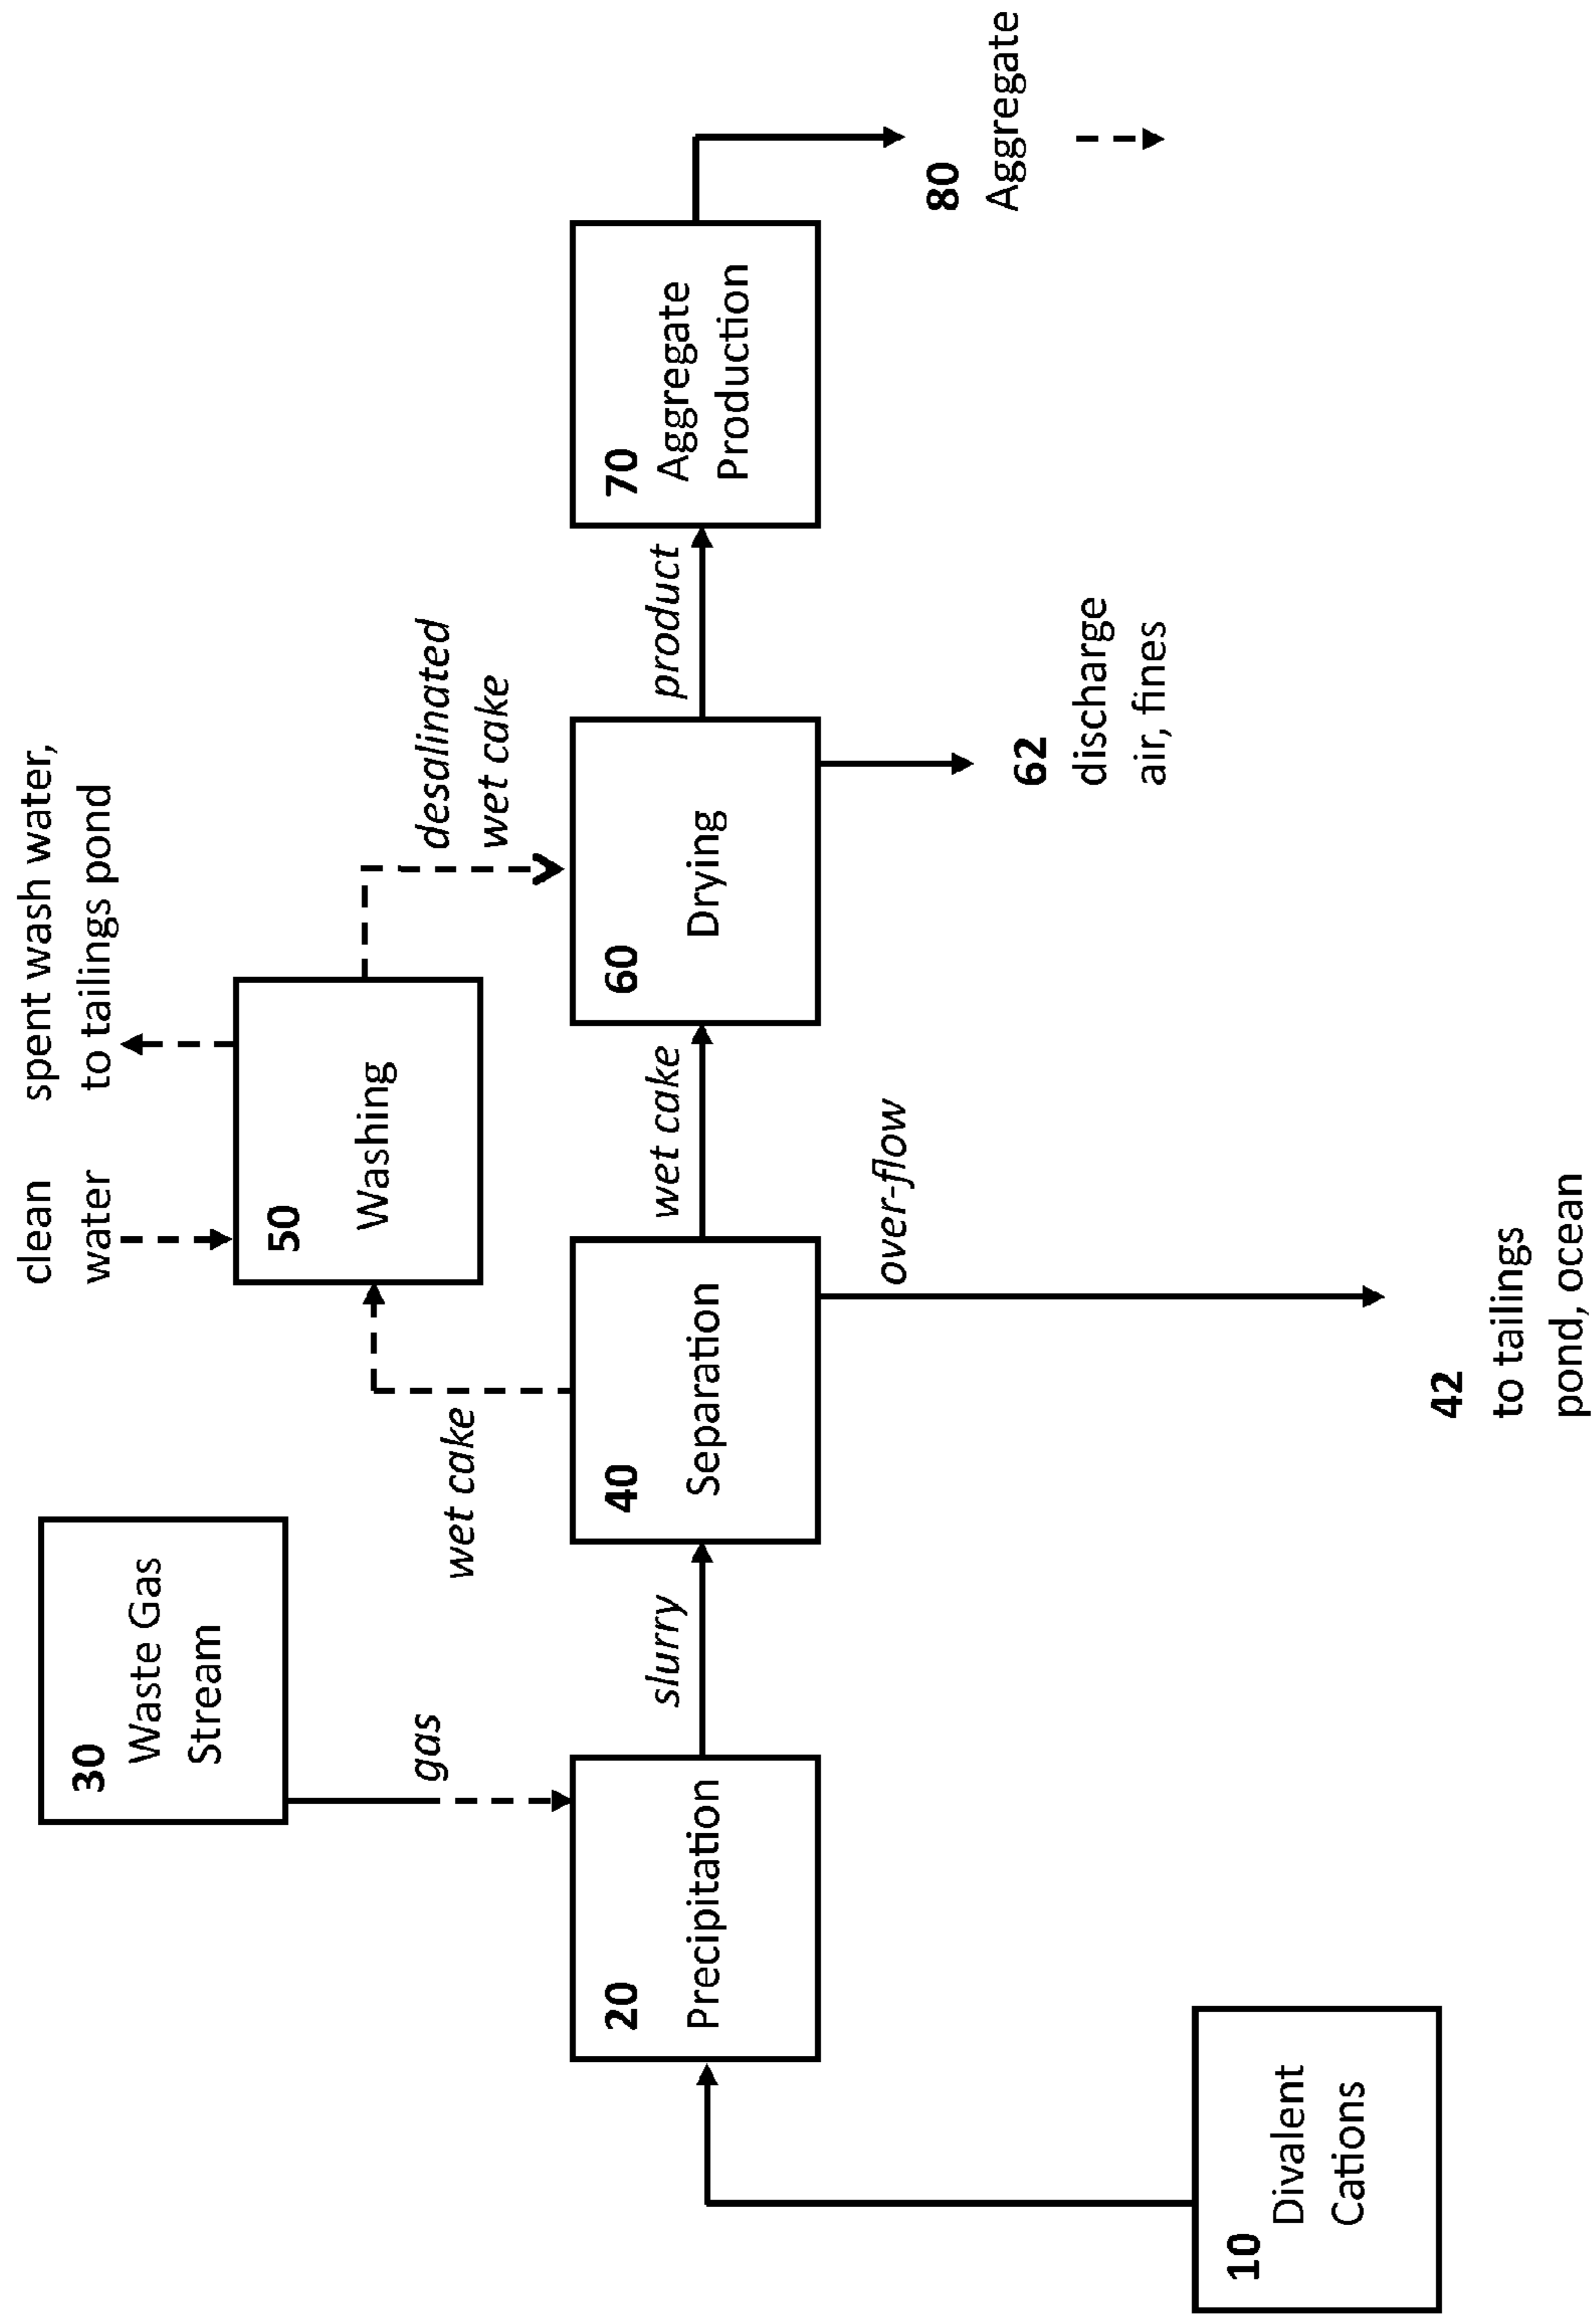 clean
water
spent wash water,
to tailings pond
30
Waste Gas
Stream
gas
50
Washing
wet cake
desalinated
wet cake
20
Precipitation
slurry
40
Separation
wet cake
60
Drying
product
70
Aggregate
Production
over-flow
10
Divalent
Cations
42
to tailings
pond, ocean
62
discharge
air, fines
80
Aggregate